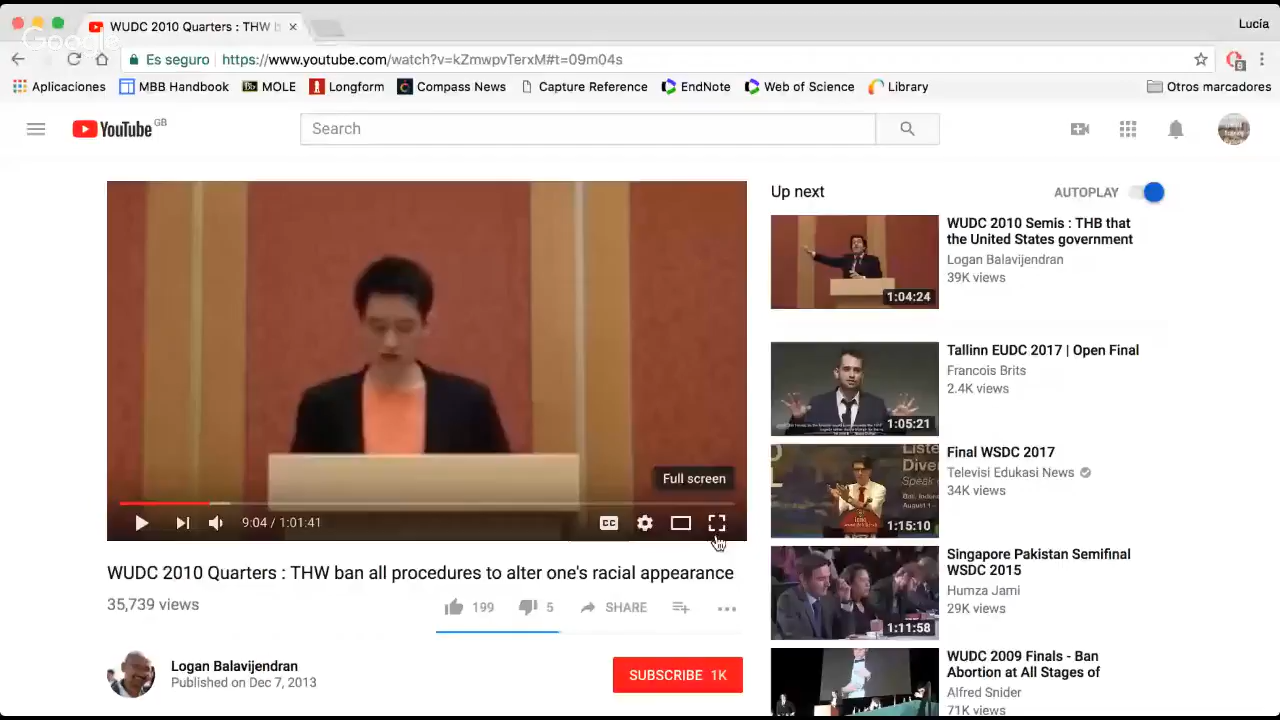 WUDC 2010 Quarters : THW b
Lucía
Google
Es seguro
https://www.youtube.com/watch?v=kZmwpvTerxM#t=09m04s
Aplicaciones
MBB Handbook
MOLE
Longform
Compass News
Capture Reference
EndNote
Web of Science
Library
Otros marcadores
YouTube GB
Search
Up next
AUTOPLAY
WUDC 2010 Semis : THB that
the United States government
Logan Balavijendran
39K views
1:04:24
Tallinn EUDC 2017 | Open Final
Francois Brits
2.4K views
1:05:21
Final WSDC 2017
Televisi Edukasi News
34K views
1:15:10
Singapore Pakistan Semifinal
WSDC 2015
Humza Jami
29K views
1:11:58
WUDC 2009 Finals - Ban
Abortion at All Stages of
Alfred Snider
71K views
Full screen
9:04 / 1:01:41
CC
WUDC 2010 Quarters : THW ban all procedures to alter one's racial appearance
35,739 views
199
5
SHARE
Logan Balavijendran
Published on Dec 7, 2013
SUBSCRIBE 1K